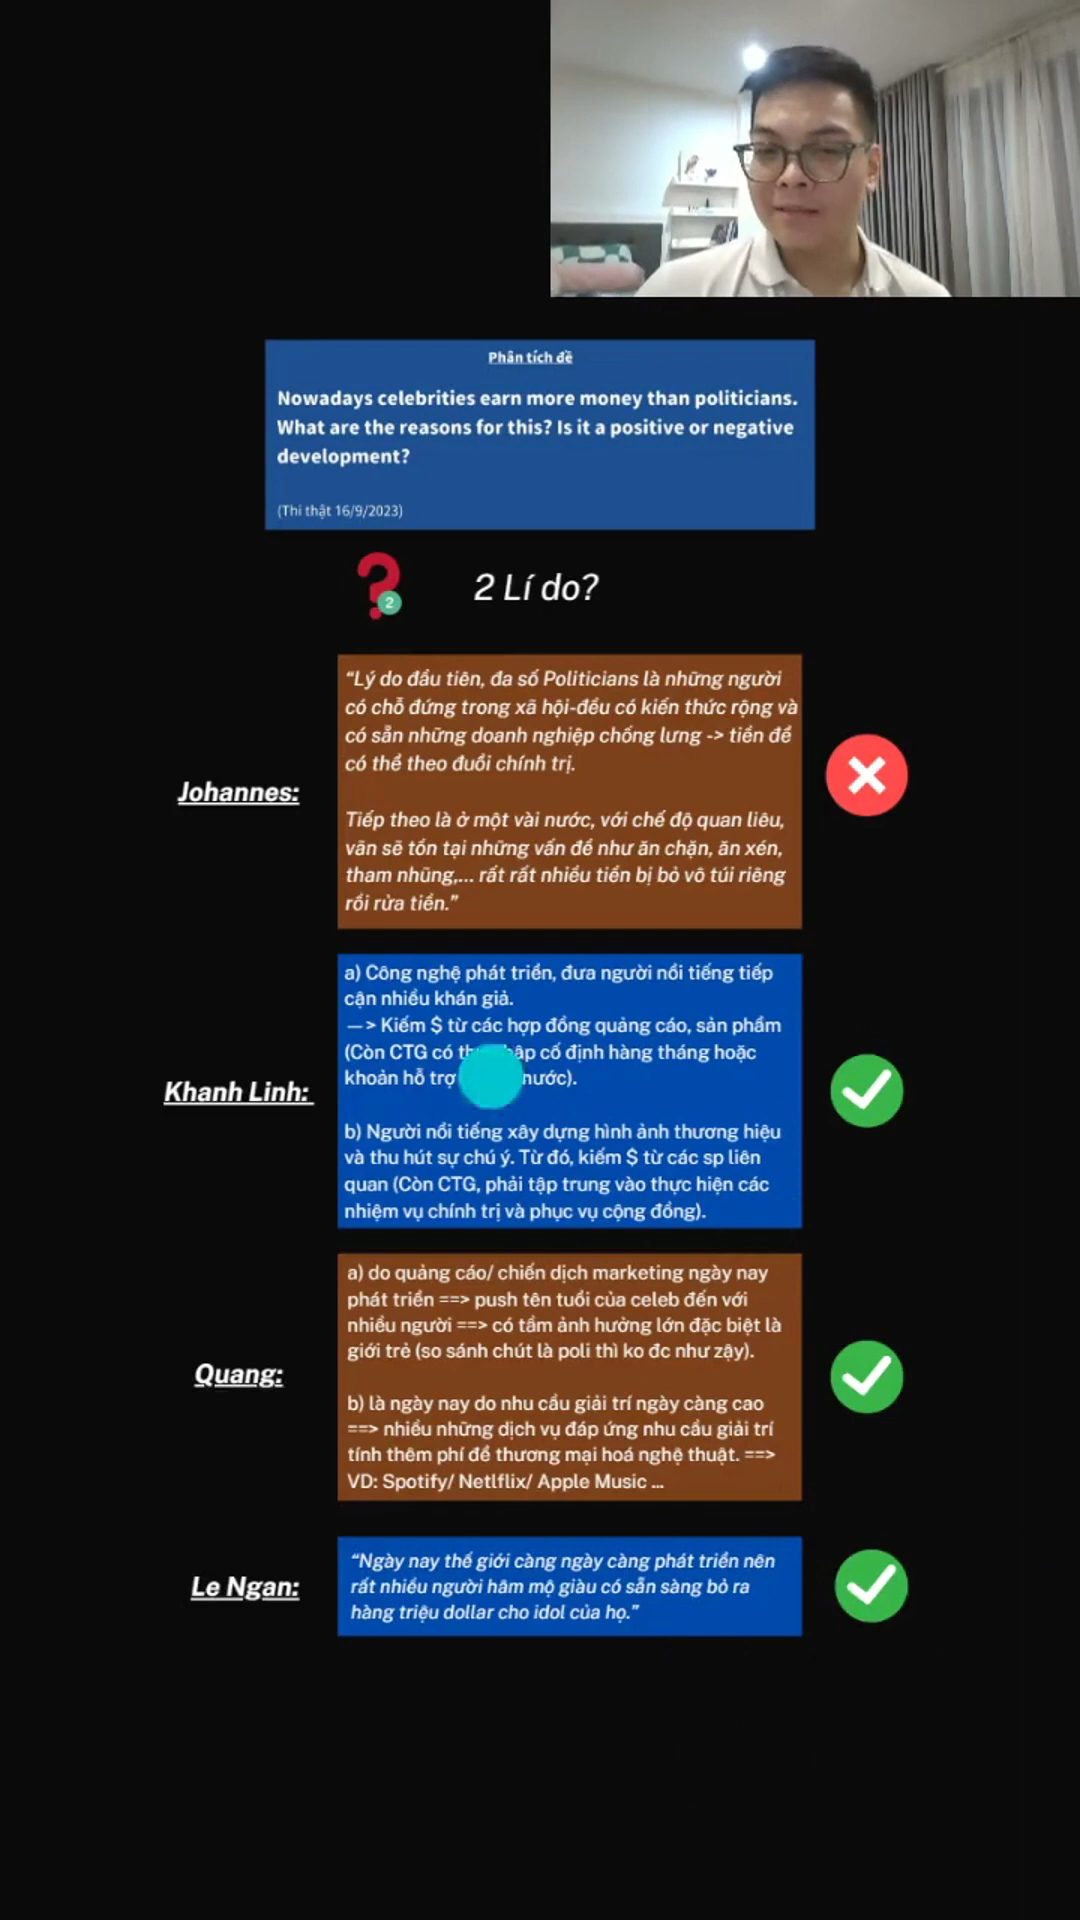 Phân tích đề
Nowadays celebrities earn more money than politicians.
What are the reasons for this? Is it a positive or negative
development?
(Thi thật 16/9/2023)
2
2 Lí do?
Johannes:
“Lý do đầu tiên, đa số Politicians là những người
có chỗ đứng trong xã hội-đều có kiến thức rộng và
có sẵn những doanh nghiệp chống lưng -> tiền đề
có thể theo đuổi chính trị.
Tiếp theo là ở một vài nước, với chế độ quan liêu,
vẫn sẽ tồn tại những vấn đề như ăn chặn, ăn xén,
tham nhũng,... rất rất nhiều tiền bị bỏ vô túi riêng
rồi rửa tiền.”
Khanh Linh:
a) Công nghệ phát triển, đưa người nổi tiếng tiếp
cận nhiều khán giả.
—> Kiếm $ từ các hợp đồng quảng cáo, sản phẩm
(Còn CTG có cố định hàng tháng hoặc
khoản hỗ trợ nước).
b) Người nổi tiếng xây dựng hình ảnh thương hiệu
và thu hút sự chú ý. Từ đó, kiếm $ từ các sp liên
quan (Còn CTG, phải tập trung vào thực hiện các
nhiệm vụ chính trị và phục vụ cộng đồng).
Quang:
a) do quảng cáo/ chiến dịch marketing ngày nay
phát triển ==> push tên tuổi của celeb đến với
nhiều người ==> có tầm ảnh hưởng lớn đặc biệt là
giới trẻ (so sánh chút là poli thì ko đc như zậy).
b) là ngày nay do nhu cầu giải trí ngày càng cao
==> nhiều những dịch vụ đáp ứng nhu cầu giải trí
tính thêm phí để thương mại hoá nghệ thuật. ==>
VD: Spotify/ Netlflix/ Apple Music ...
Le Ngan:
“Ngày nay thế giới càng ngày càng phát triển nên
rất nhiều người hâm mộ giàu có sẵn sàng bỏ ra
hàng triệu dollar cho idol của họ.”